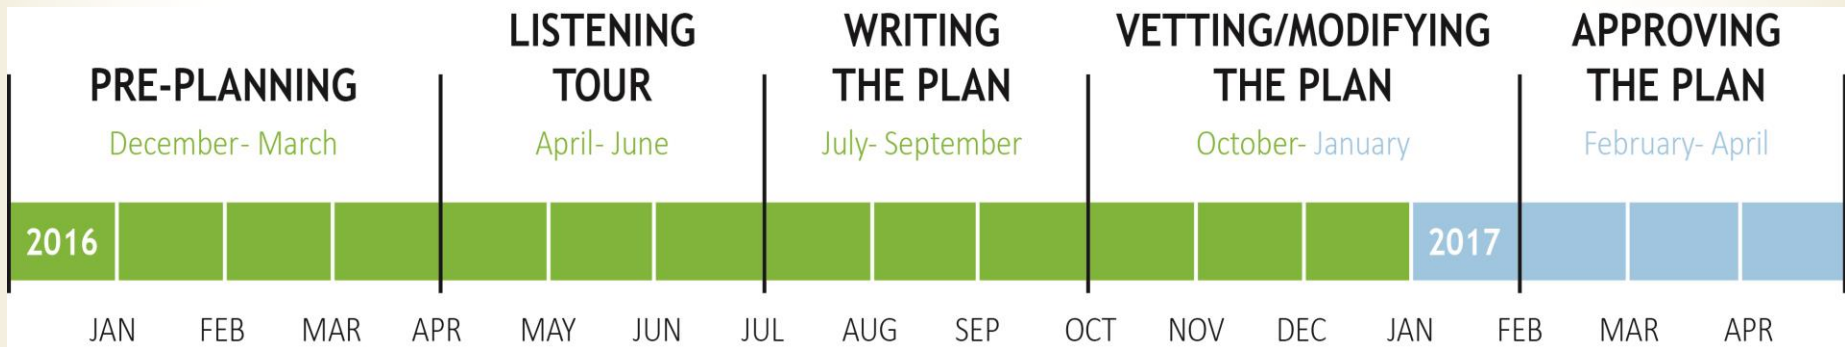 PRE-PLANNING
December- March
LISTENING
TOUR
April- June
WRITING
THE PLAN
July- September
VETTING/MODIFYING
THE PLAN
October- January
APPROVING
THE PLAN
February- April
2016 2017
JAN FEB MAR APR MAY JUN JUL AUG SEP OCT NOV DEC JAN FEB MAR APR